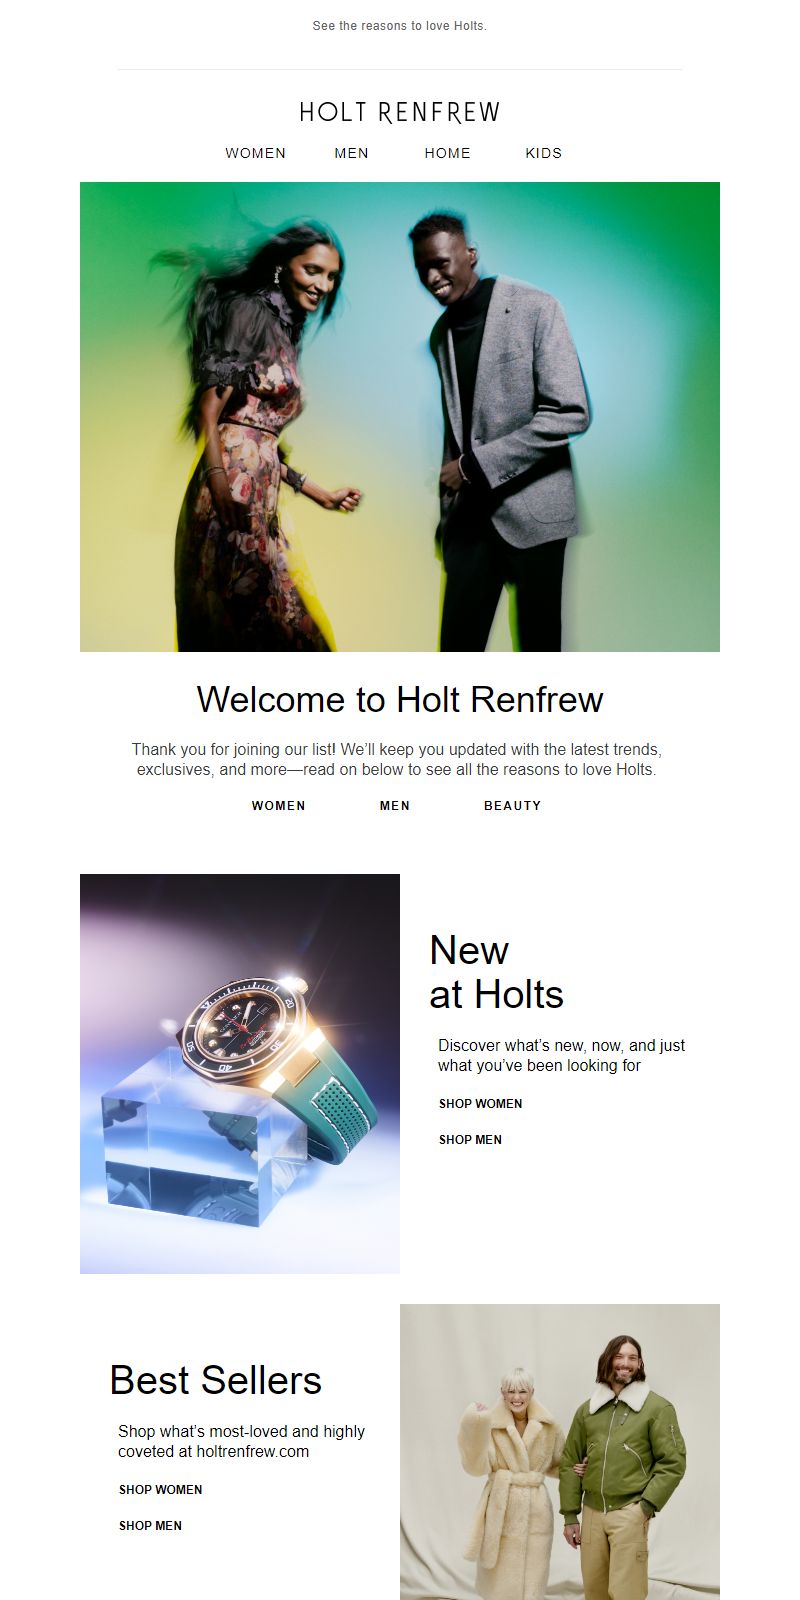 See the reasons to love Holts.
HOLT RENFREW
WOMEN MEN HOME KIDS
Welcome to Holt Renfrew
Thank you for joining our list! We’ll keep you updated with the latest trends,
exclusives, and more—read on below to see all the reasons to love Holts.
WOMEN MEN BEAUTY
New
at Holts
Discover what’s new, now, and just
what you’ve been looking for
SHOP WOMEN
SHOP MEN
Best Sellers
Shop what’s most-loved and highly
coveted at holtrenfrew.com
SHOP WOMEN
SHOP MEN